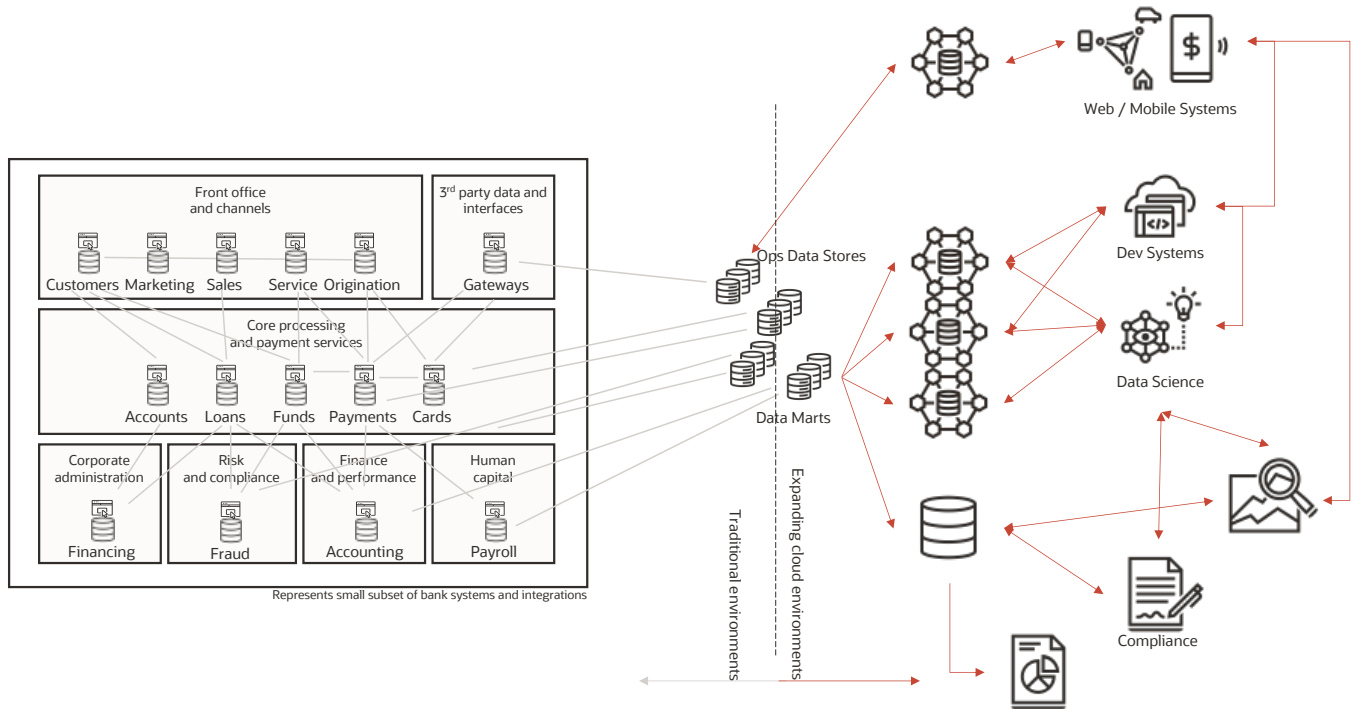 Web / Mobile Systems
Front office
and channels
3rd party data and
interfaces
Customers
Marketing
Sales
Service
Origination
Gateways
Ops Data Stores
Dev Systems
Core processing
and payment services
Accounts
Loans
Funds
Payments
Cards
Data Science
Data Marts
Corporate
administration
Risk
and compliance
Finance
and performance
Human
capital
Financing
Fraud
Accounting
Payroll
Represents small subset of bank systems and integrations
Traditional environments
Expanding cloud environments
Compliance
$
</>